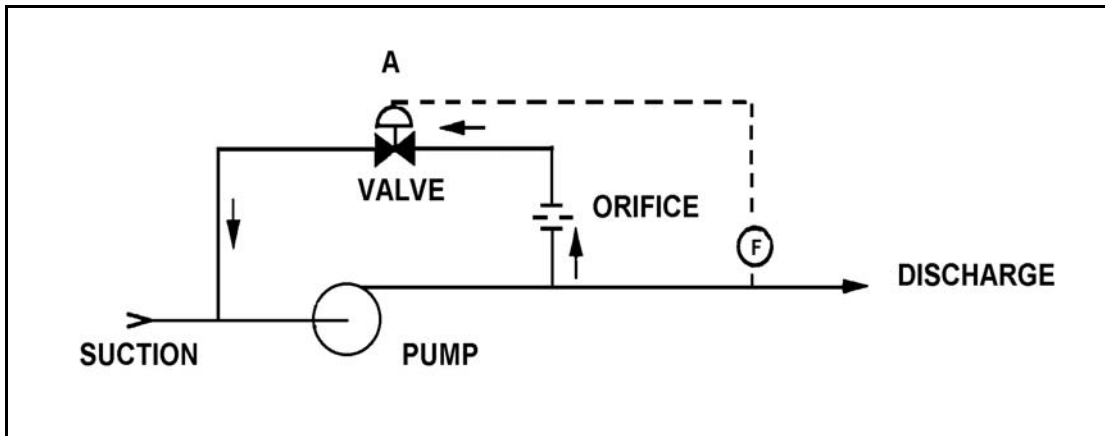 A
VALVE
ORIFICE
F
DISCHARGE
SUCTION
PUMP